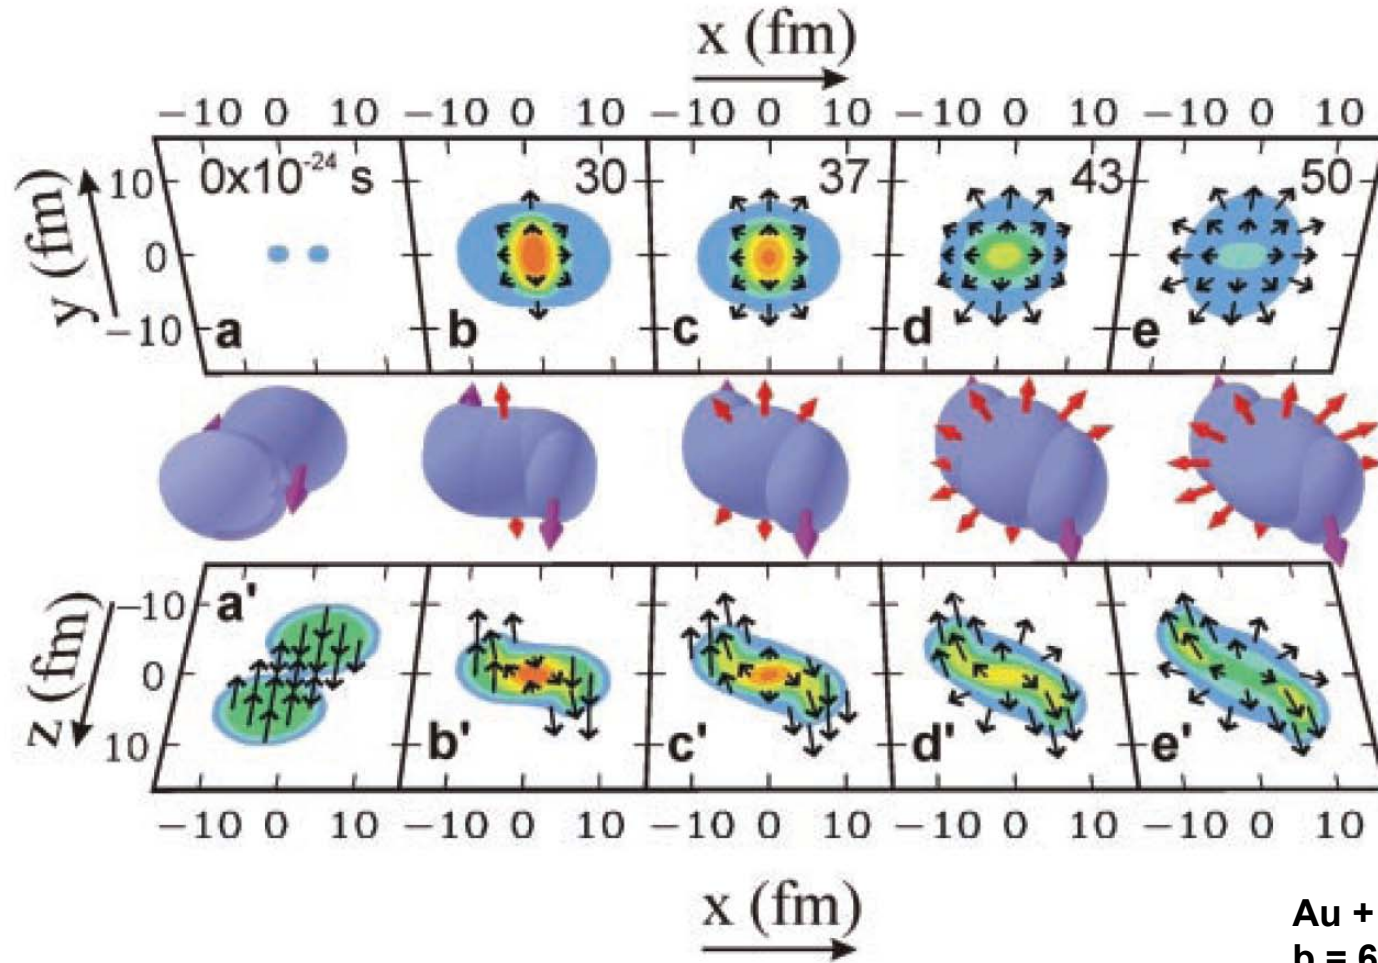 x (fm)
−10 0 10 −10 0 10 −10 0 10 −10 0 10 −10 0 10
y (fm)
10 0x10⁻²⁴ s 30 37 43 50
0
−10 a b c d e
z (fm)
−10 a'
0
10 b' c' d' e'
−10 0 10 −10 0 10 −10 0 10 −10 0 10 −10 0 10
x (fm)
Au +
b = 6